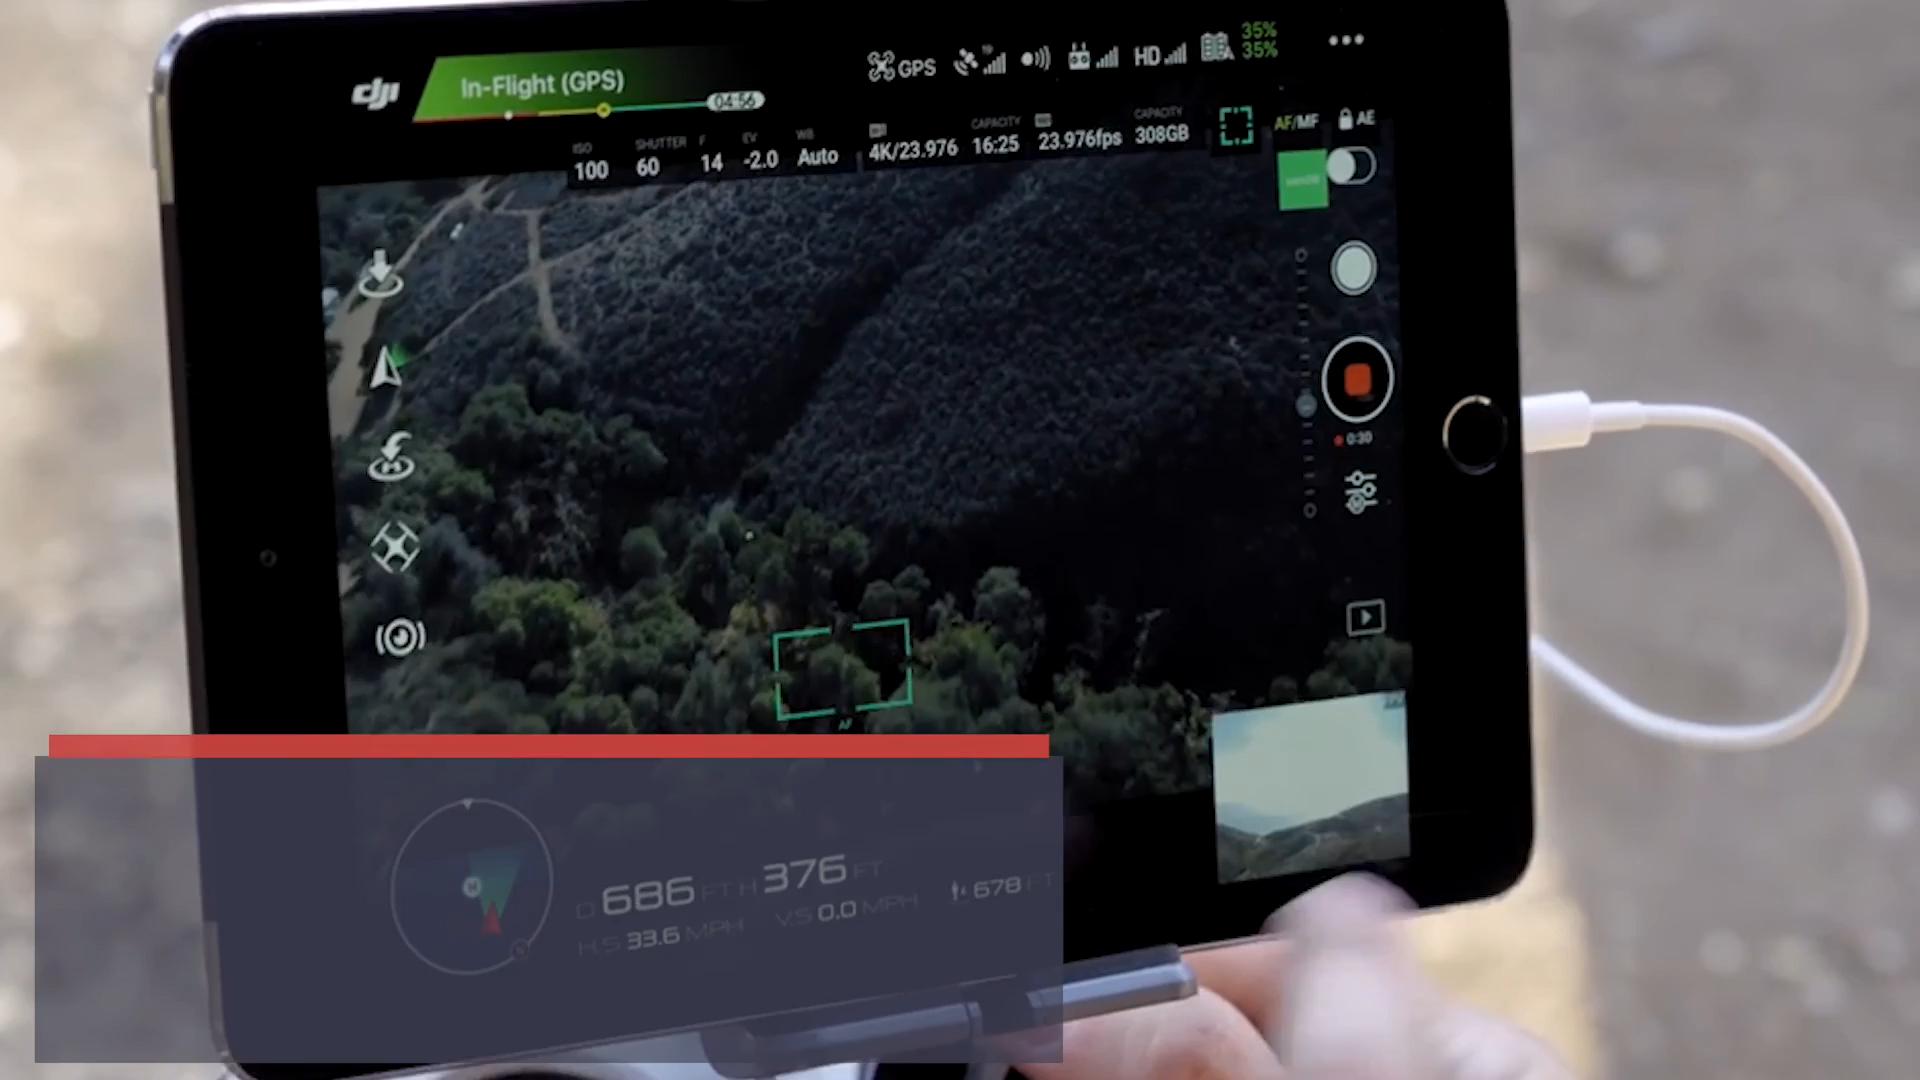 dji In-Flight (GPS)
04:56
GPS HD 35%
35%
ISO 100
SHUTTER 60
F 14
EV -2.0
WB Auto
4K/23.976
CAPACITY 16:25
23.976fps
CAPACITY 308GB
AF/MF
AE
0:30
AF
D 686 FT H 376 FT
H.S 33.6 MPH V.S 0.0 MPH 678 FT
H
N